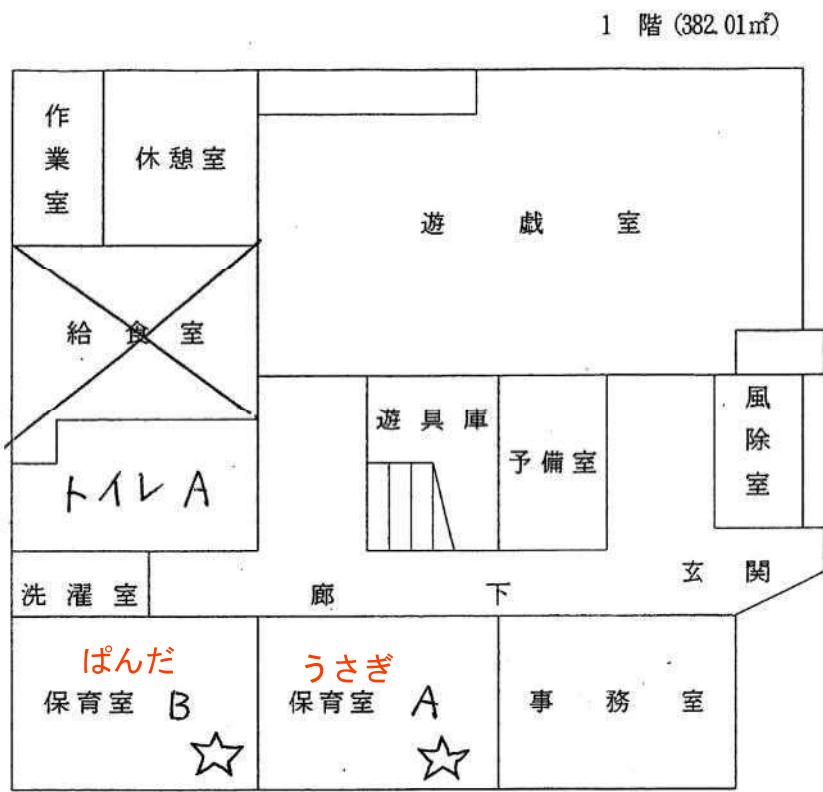 1 階 (382.01㎡)
作業室
休憩室
遊戯室
給食室
遊具庫
予備室
風除室
トイレ A
洗濯室
廊下
玄関
ぱんだ
保育室 B
うさぎ
保育室 A
事務室